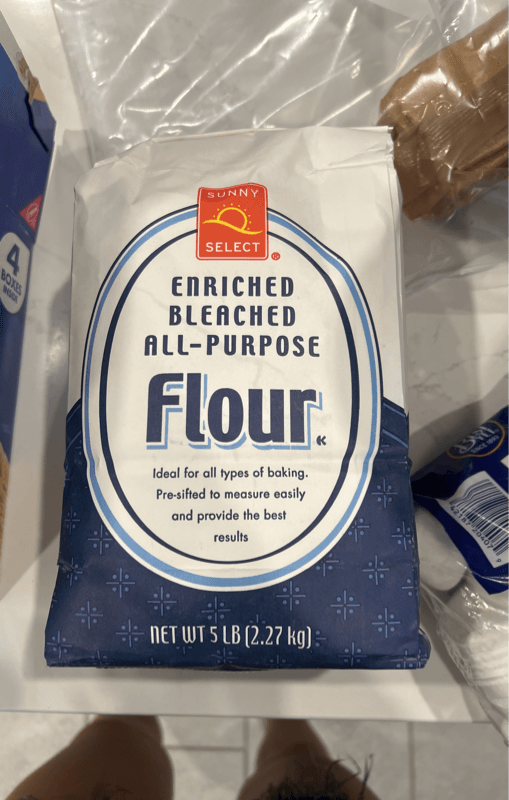 SUNNY
SELECT
®
ENRICHED
BLEACHED
ALL-PURPOSE
Flour
K
Ideal for all types of baking.
Pre-sifted to measure easily
and provide the best
results
NET WT 5 LB (2.27 kg)
4
BOXES
INSIDE